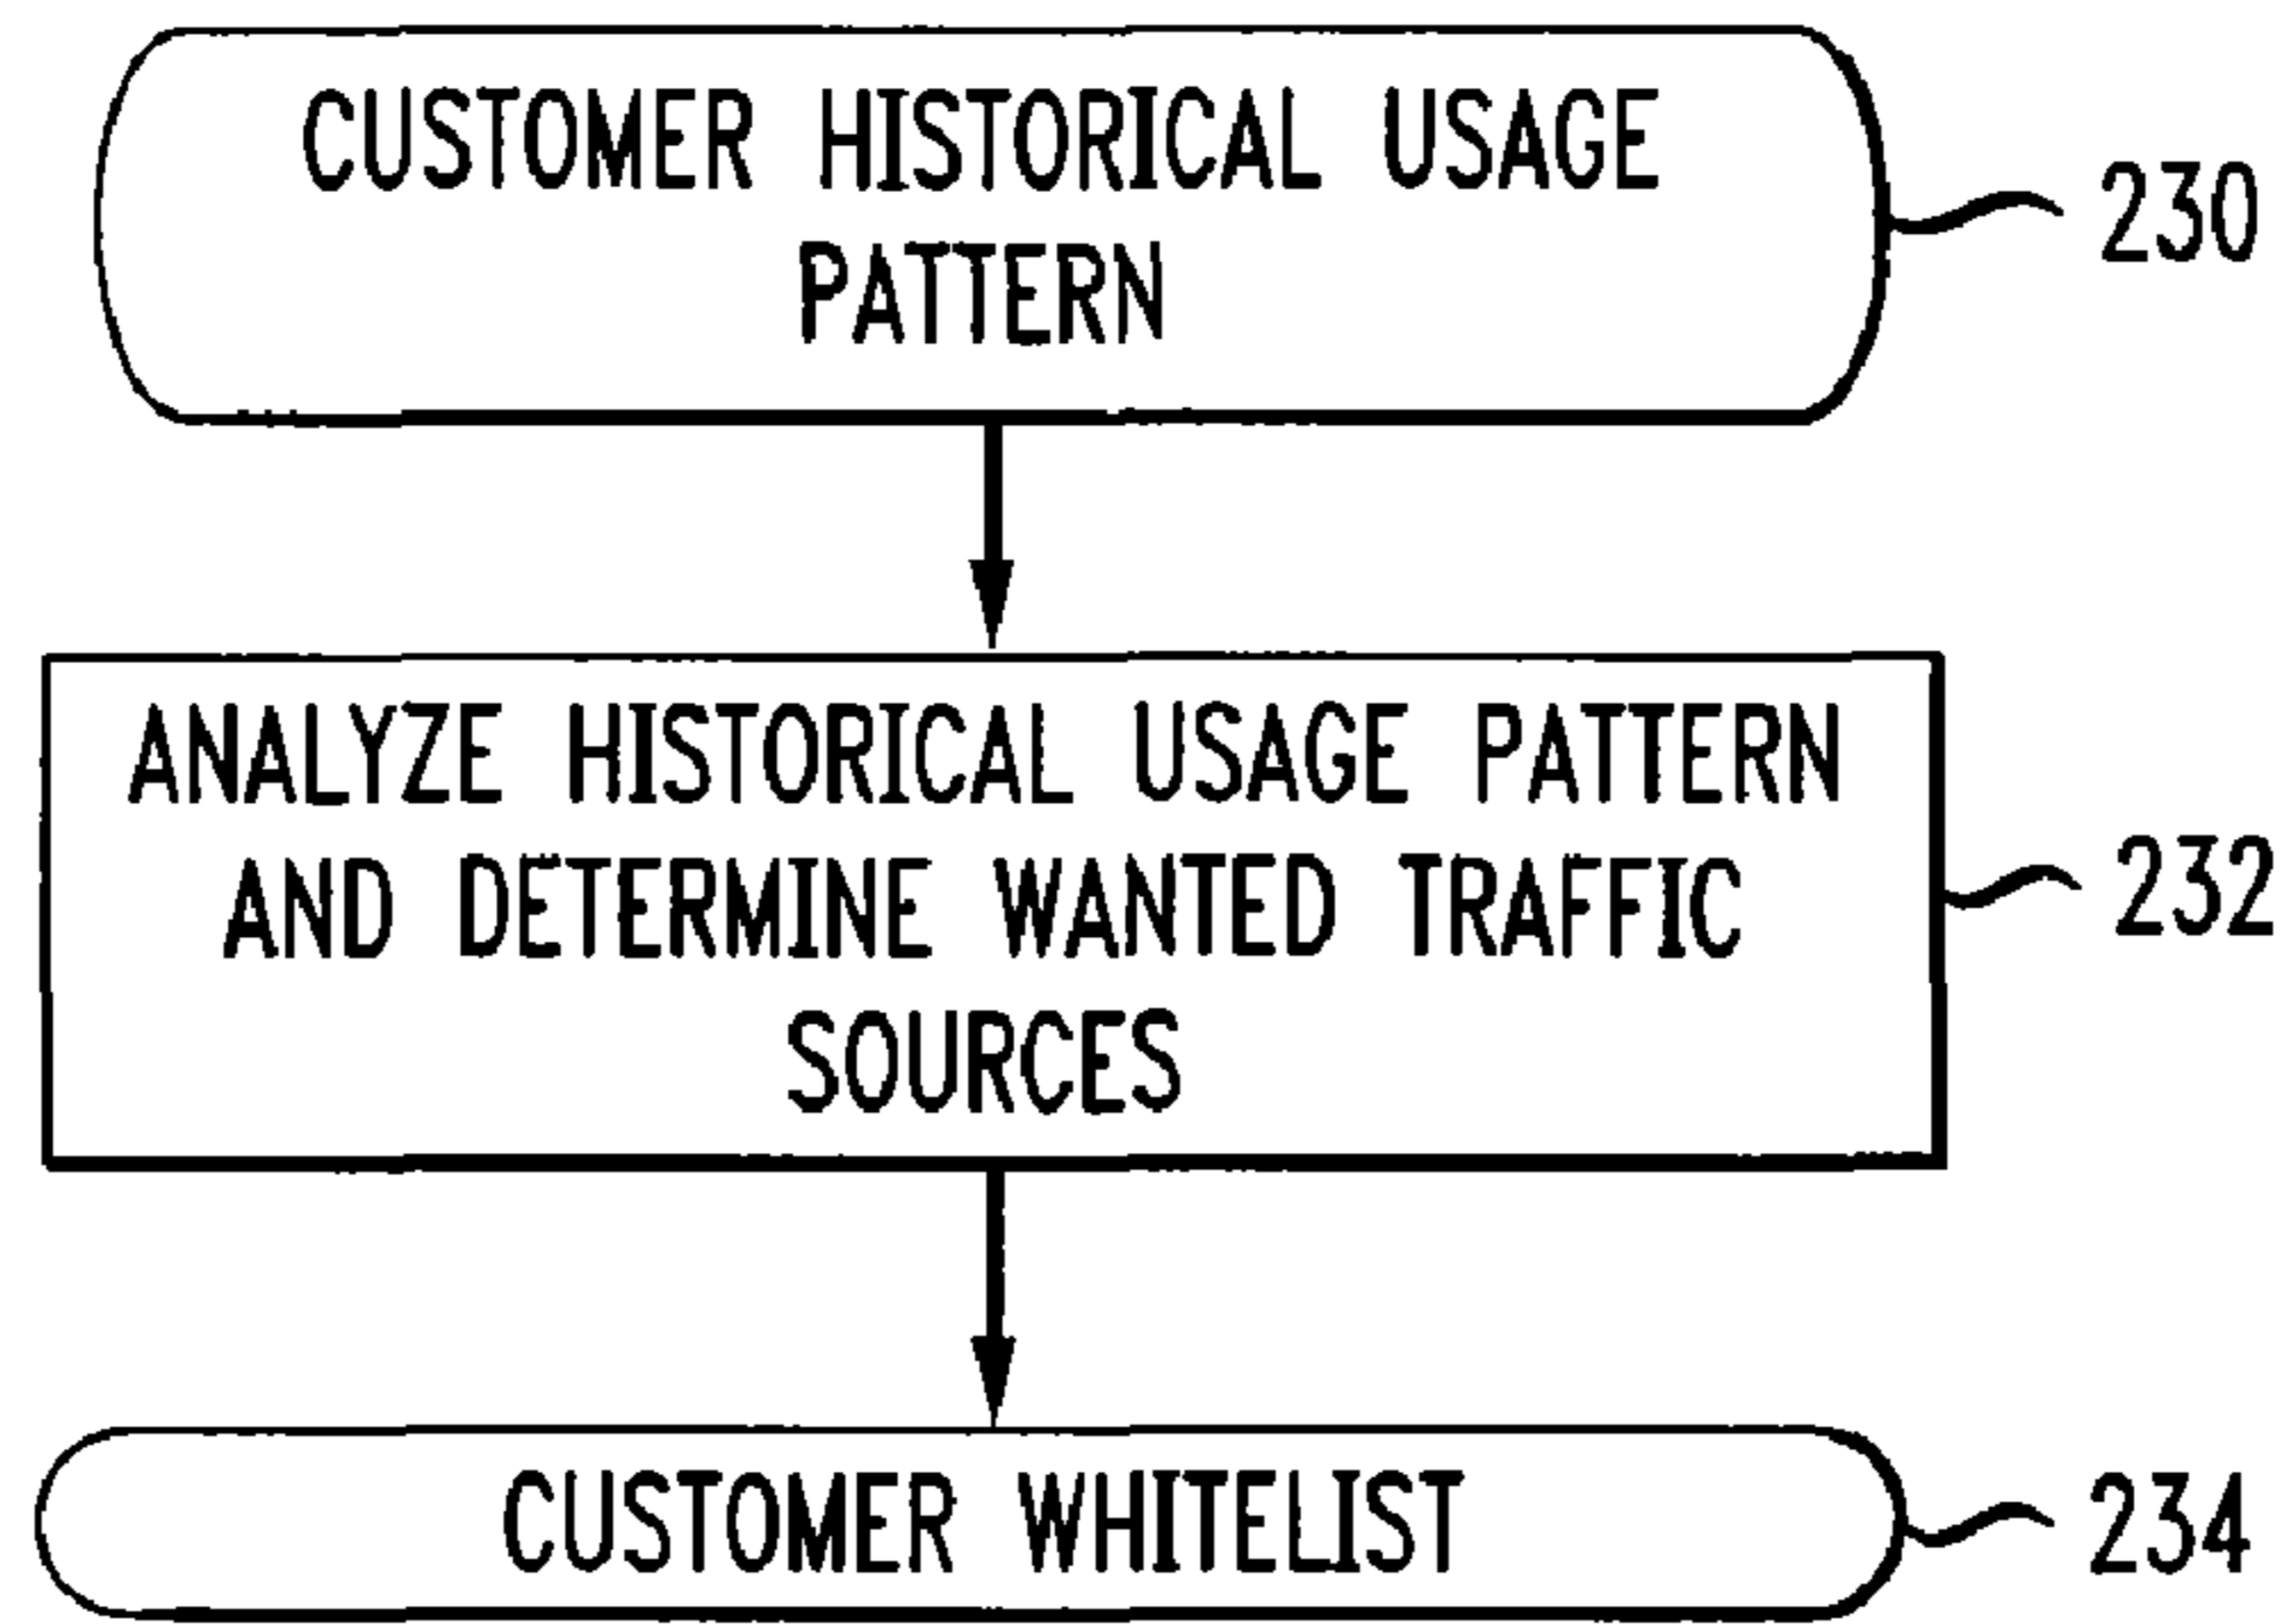 CUSTOMER HISTORICAL USAGE
PATTERN
230
ANALYZE HISTORICAL USAGE PATTERN
AND DETERMINE WANTED TRAFFIC
SOURCES
232
CUSTOMER WHITELIST
234